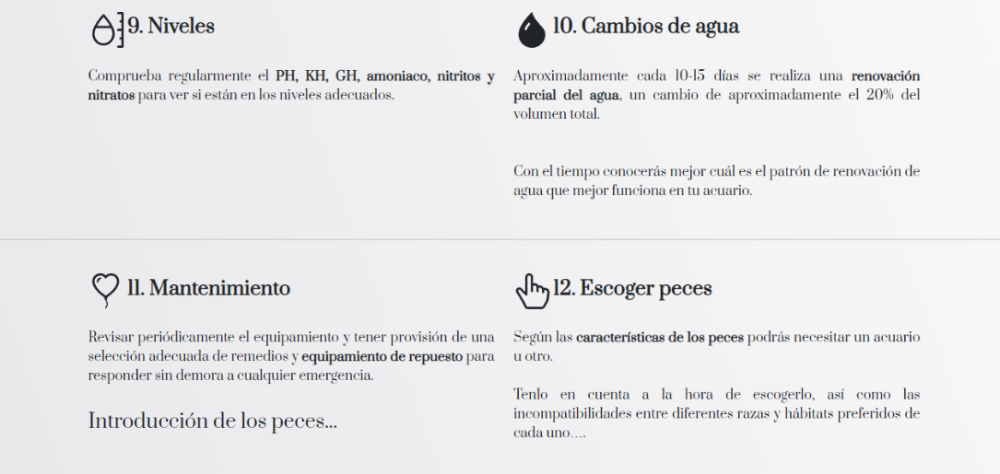 9. Niveles
Comprueba regularmente el PH, KH, GH, amoniaco, nitritos y
nitratos para ver si están en los niveles adecuados.
10. Cambios de agua
Aproximadamente cada 10-15 días se realiza una renovación
parcial del agua, un cambio de aproximadamente el 20% del
volumen total.
Con el tiempo conocerás mejor cuál es el patrón de renovación de
agua que mejor funciona en tu acuario.
11. Mantenimiento
Revisar periódicamente el equipamiento y tener provisión de una
selección adecuada de remedios y equipamiento de repuesto para
responder sin demora a cualquier emergencia.
Introducción de los peces...
12. Escoger peces
Según las características de los peces podrás necesitar un acuario
u otro.
Tenlo en cuenta a la hora de escogerlo, así como las
incompatibilidades entre diferentes razas y hábitats preferidos de
cada uno….